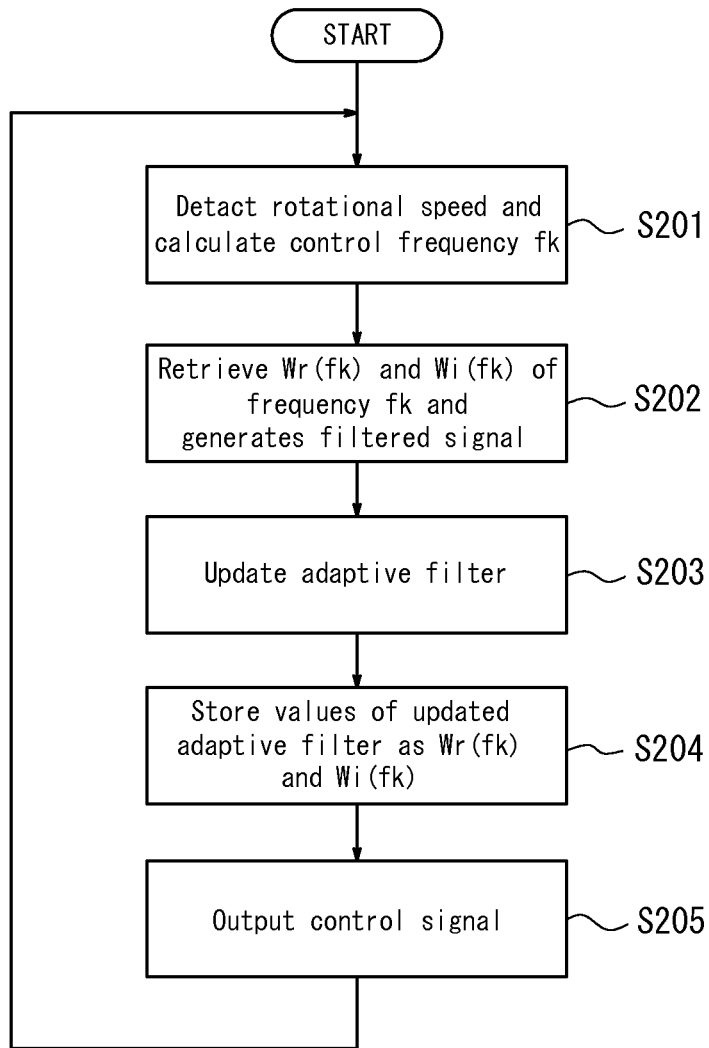 START
Detact rotational speed and
calculate control frequency fk
S201
Retrieve Wr(fk) and Wi(fk) of
frequency fk and
generates filtered signal
S202
Update adaptive filter
S203
Store values of updated
adaptive filter as Wr(fk)
and Wi(fk)
S204
Output control signal
S205